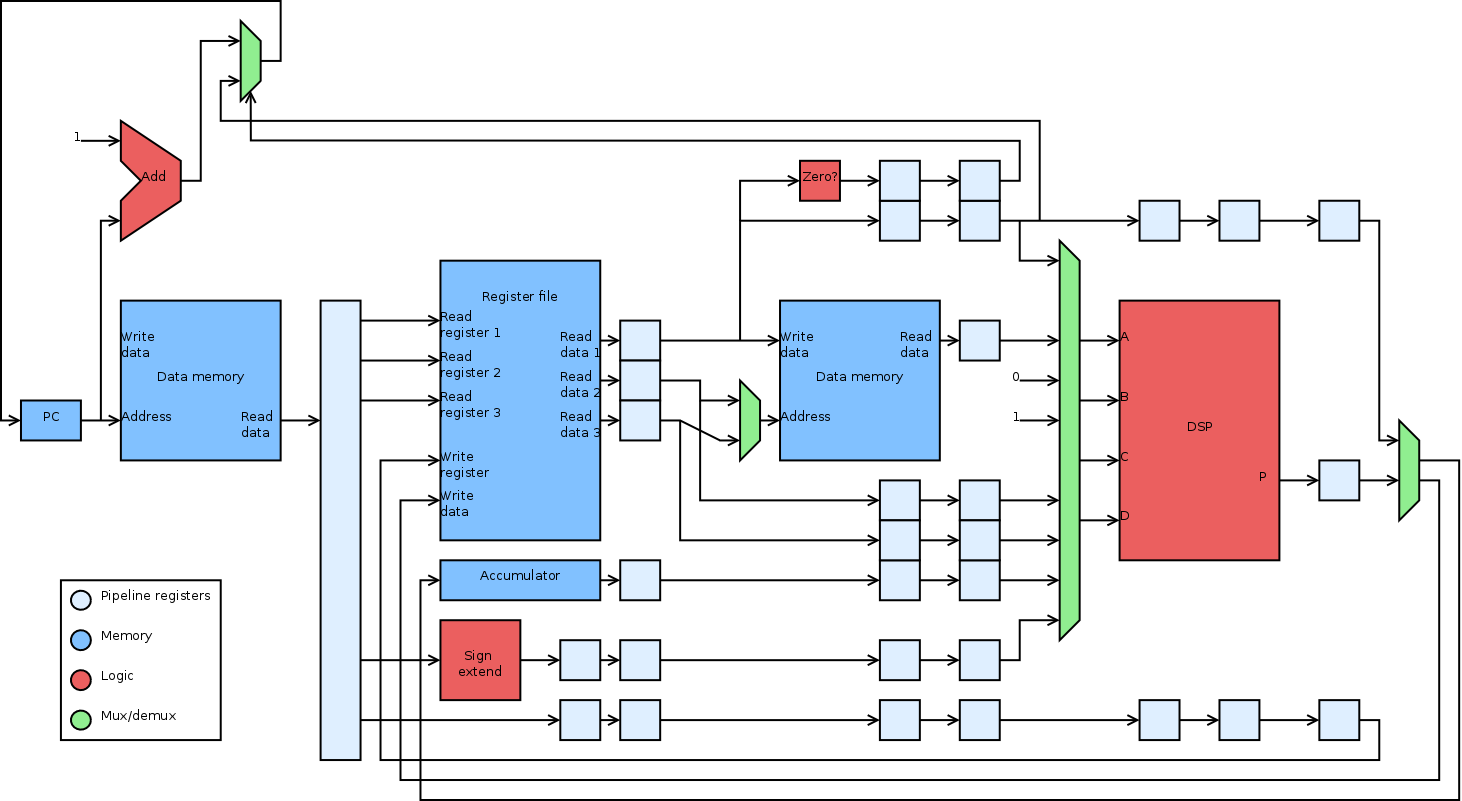 1
Add
Zero?
PC
Write
data
Data memory
Address
Read
data
Register file
Read
register 1
Read
register 2
Read
register 3
Write
register
Write
data
Read
data 1
Read
data 2
Read
data 3
Write
data
Read
data
Data memory
Address
0
1
A
B
C
D
DSP
P
Accumulator
Sign
extend
Pipeline registers
Memory
Logic
Mux/demux